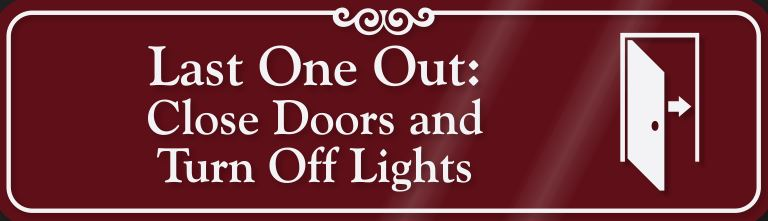 Last One Out:
Close Doors and
Turn Off Lights